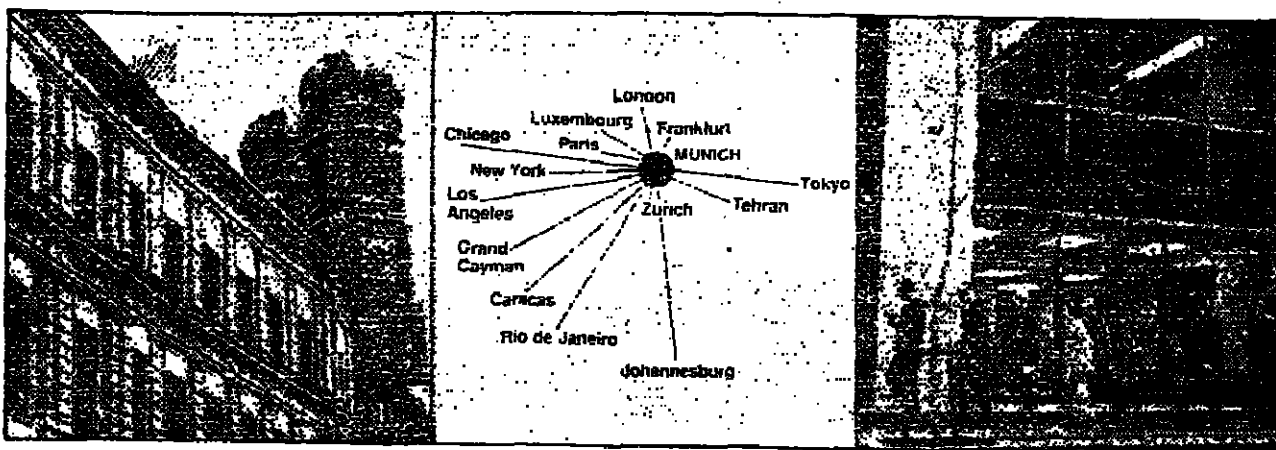 London
Luxembourg
Frankfurt
Chicago
Paris
MUNICH
New York
Tokyo
Los
Angeles
Zurich
Tehran
Grand
Cayman
Caracas
Rio de Janeiro
Johannesburg